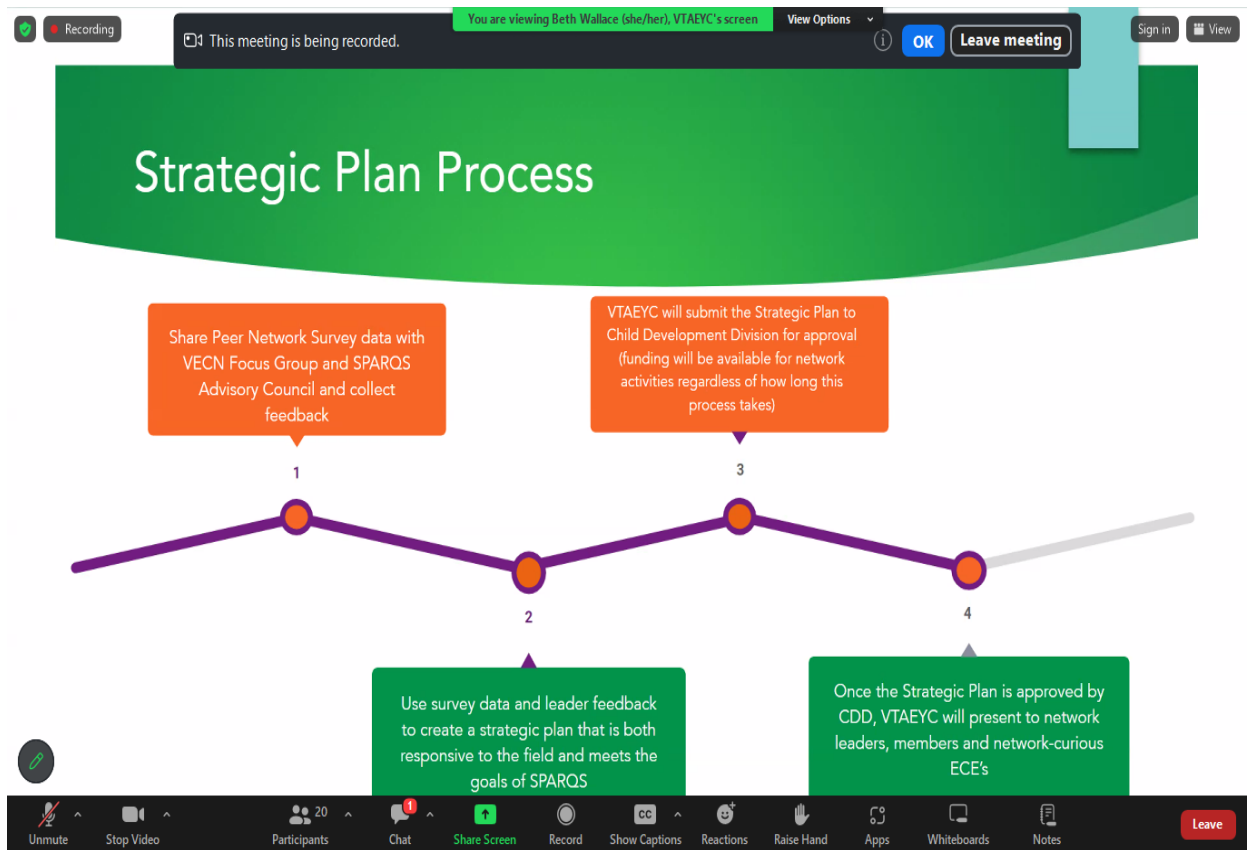 Recording
This meeting is being recorded.
You are viewing Beth Wallace (she/her), VTAEYC's screen
View Options
OK
Leave meeting
Sign in
View
Strategic Plan Process
Share Peer Network Survey data with
VECN Focus Group and SPARQS
Advisory Council and collect
feedback
VTAEYC will submit the Strategic Plan to
Child Development Division for approval
(funding will be available for network
activities regardless of how long this
process takes)
1
3
2
4
Use survey data and leader feedback
to create a strategic plan that is both
responsive to the field and meets the
goals of SPARQS
Once the Strategic Plan is approved by
CDD, VTAEYC will present to network
leaders, members and network-curious
ECE's
20
1
CC
Unmute
Stop Video
Participants
Chat
Share Screen
Record
Show Captions
Reactions
Raise Hand
Apps
Whiteboards
Notes
Leave